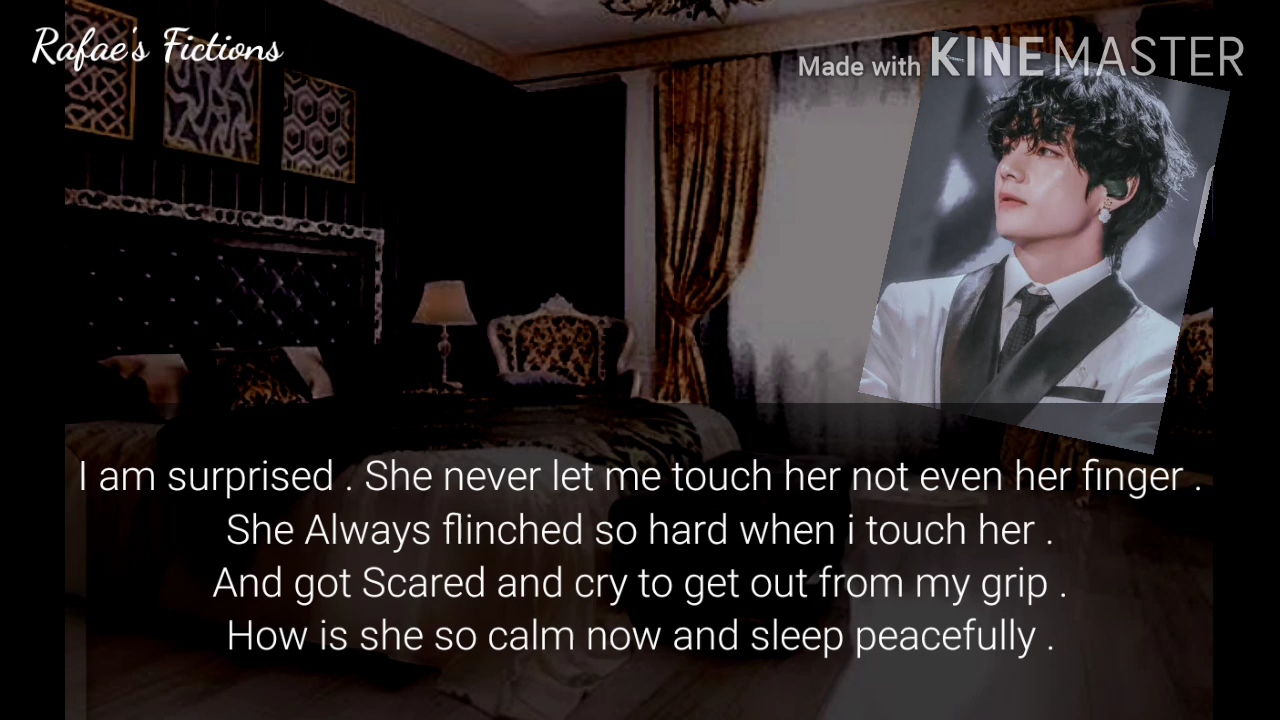 Rafae's Fictions
Made with KINEMASTER
I am surprised . She never let me touch her not even her finger .
She Always flinched so hard when i touch her .
And got Scared and cry to get out from my grip .
How is she so calm now and sleep peacefully .